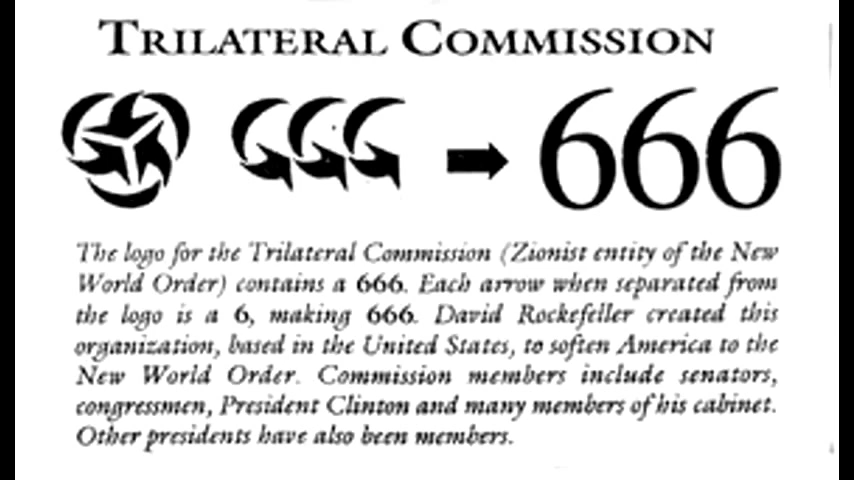 TRILATERAL COMMISSION
666
The logo for the Trilateral Commission (Zionist entity of the New
World Order) contains a 666. Each arrow when separated from
the logo is a 6, making 666. David Rockefeller created this
organization, based in the United States, to soften America to the
New World Order. Commission members include senators,
congressmen, President Clinton and many members of his cabinet.
Other presidents have also been members.